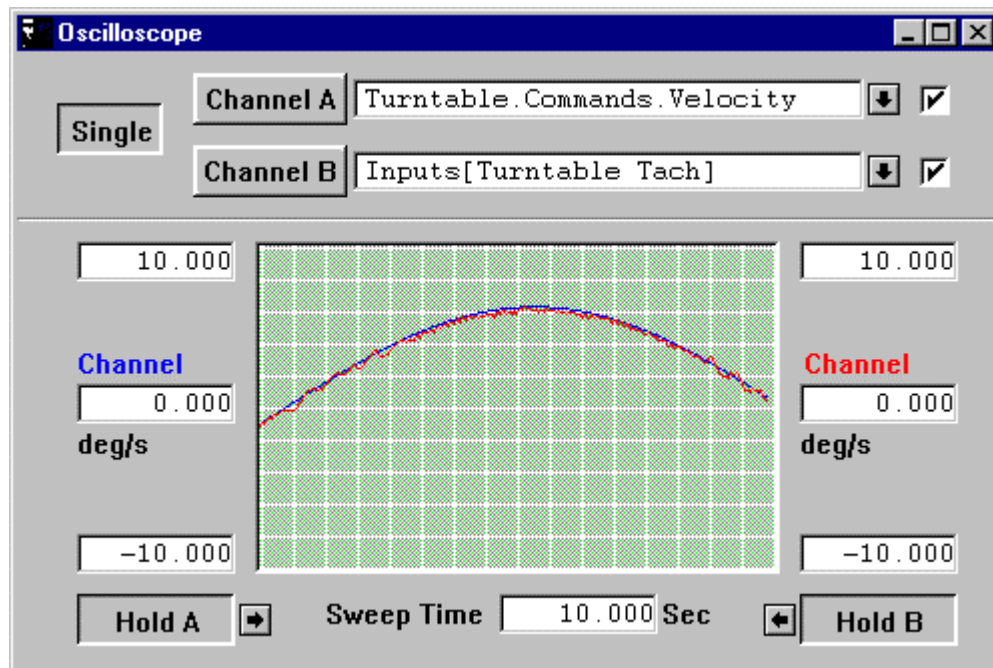 Oscilloscope
Single
Channel A
Turntable.Commands.Velocity
Channel B
Inputs[Turntable Tach]
10.000
10.000
Channel
Channel
0.000
0.000
deg/s
deg/s
-10.000
-10.000
Hold A
Sweep Time 10.000 Sec
Hold B